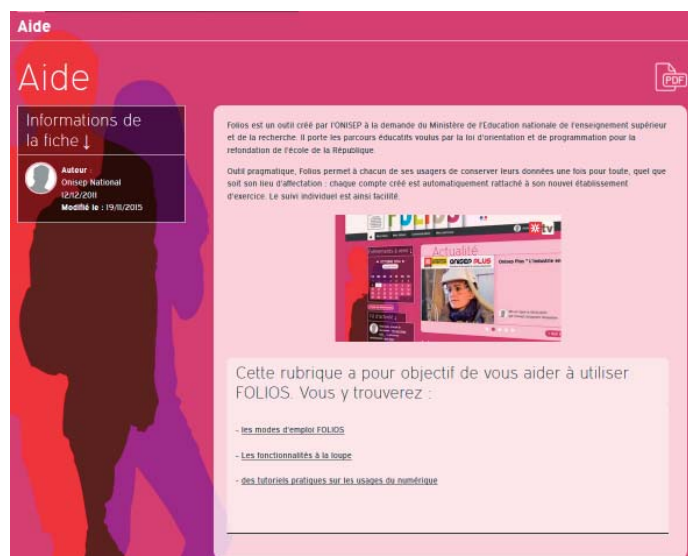 Aide
Aide
PDF
Informations de
la fiche ↓
Auteur :
Onisep National
12/12/2011
Modifié le : 19/11/2015
Folios est un outil créé par l'ONISEP à la demande du Ministère de l'Education nationale de l'enseignement supérieur
et de la recherche. Il porte les parcours éducatifs voulus par la loi d'orientation et de programmation pour la
refondation de l'école de la République.
Outil pragmatique, Folios permet à chacun de ses usagers de conserver leurs données une fois pour toute, quel que
soit son lieu d'affectation : chaque compte créé est automatiquement rattaché à son nouvel établissement
d'exercice. Le suivi individuel est ainsi facilité.
FOLIOS
tv
Actualité
ONISEP PLUS
Onisep Plus " L'industrie en
Cette rubrique a pour objectif de vous aider à utiliser
FOLIOS. Vous y trouverez :
- les modes d'emploi FOLIOS
- Les fonctionnalités à la loupe
- des tutoriels pratiques sur les usages du numérique